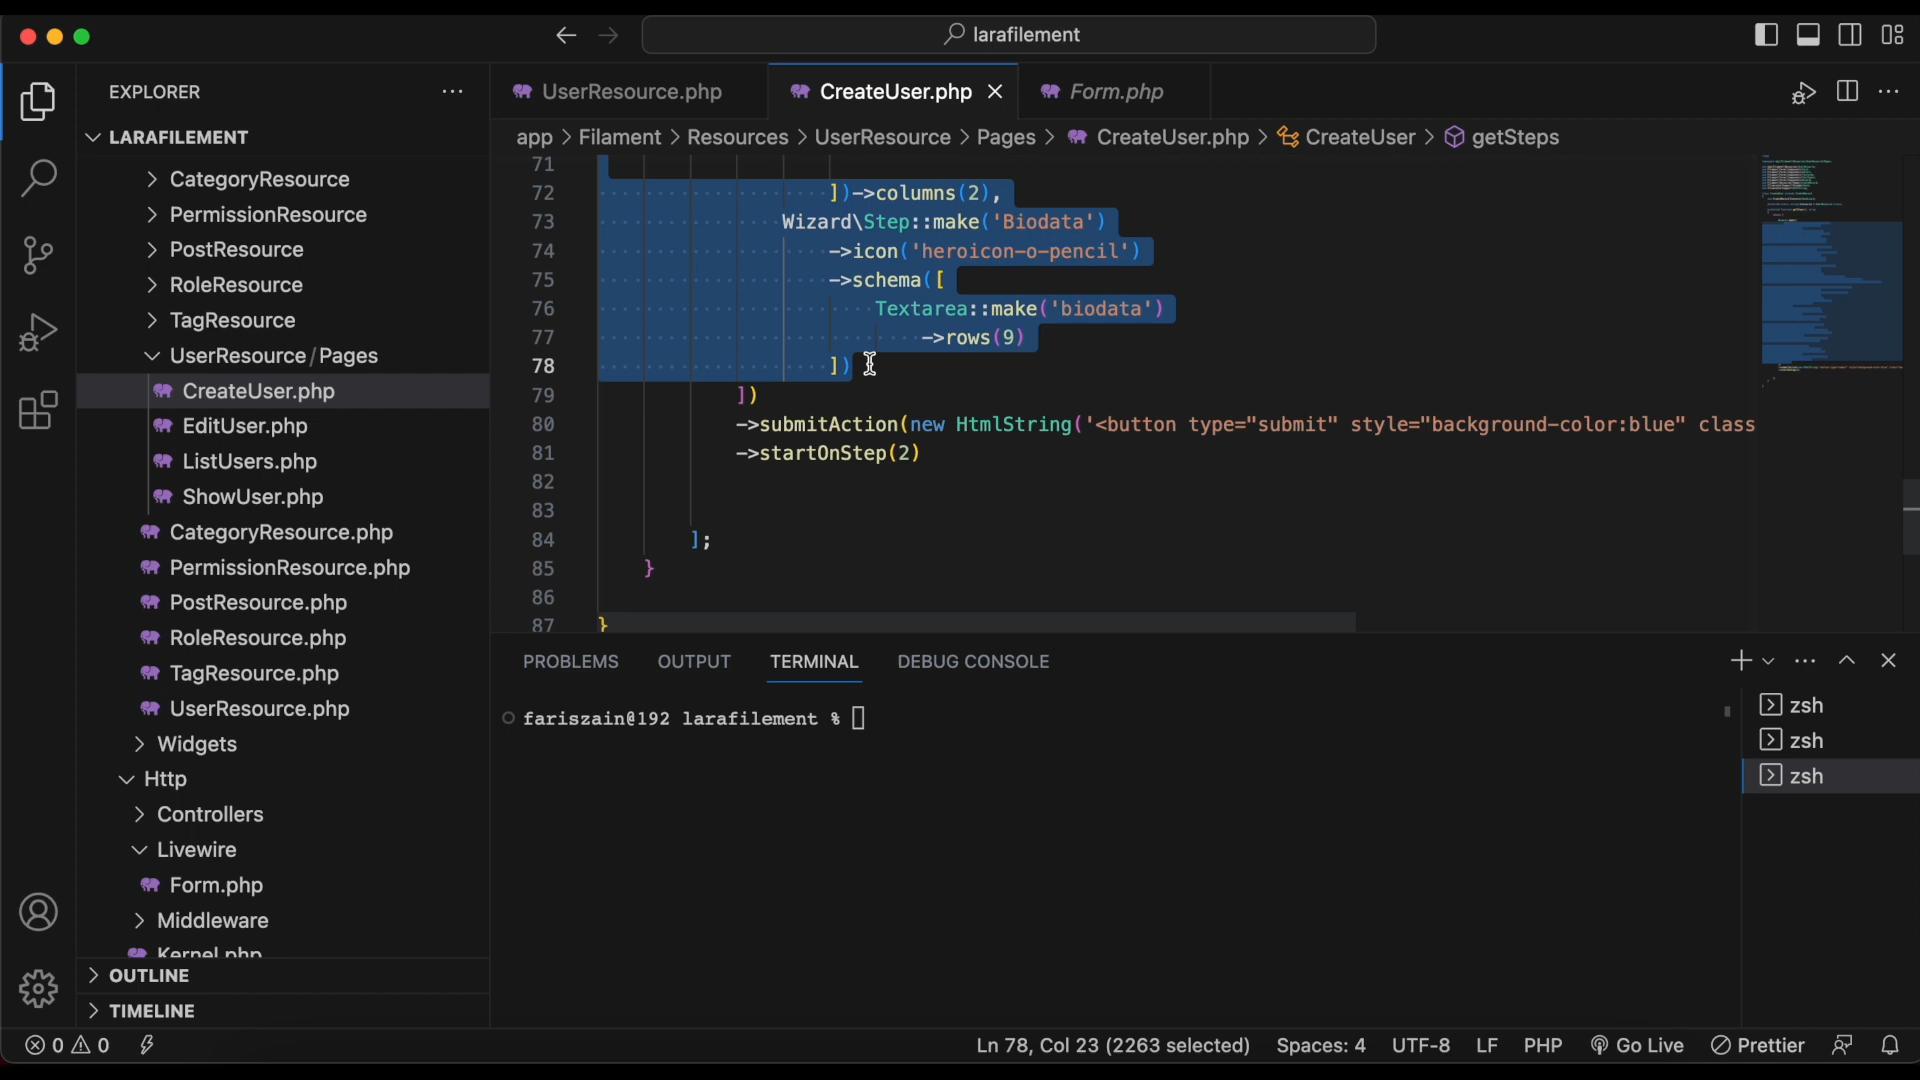 larafilement
EXPLORER
UserResource.php
CreateUser.php
Form.php
LARAFILEMENT
app > Filament > Resources > UserResource > Pages > CreateUser.php > CreateUser > getSteps
CategoryResource
PermissionResource
PostResource
RoleResource
TagResource
UserResource/Pages
CreateUser.php
EditUser.php
ListUsers.php
ShowUser.php
CategoryResource.php
PermissionResource.php
PostResource.php
RoleResource.php
TagResource.php
UserResource.php
Widgets
Http
Controllers
Livewire
Form.php
Middleware
Kernel.php
OUTLINE
TIMELINE
71
72 ])->columns(2),
73 Wizard\Step::make('Biodata')
74 ->icon('heroicon-o-pencil')
75 ->schema([
76 Textarea::make('biodata')
77 ->rows(9)
78 ])
79 ])
80 ->submitAction(new HtmlString('<button type="submit" style="background-color:blue" class
81 ->startOnStep(2)
82
83
84 ];
85 }
86
87 }
PROBLEMS OUTPUT TERMINAL DEBUG CONSOLE
fariszain@192 larafilement %
zsh
zsh
zsh
0 0 Ln 78, Col 23 (2263 selected) Spaces: 4 UTF-8 LF PHP Go Live Prettier